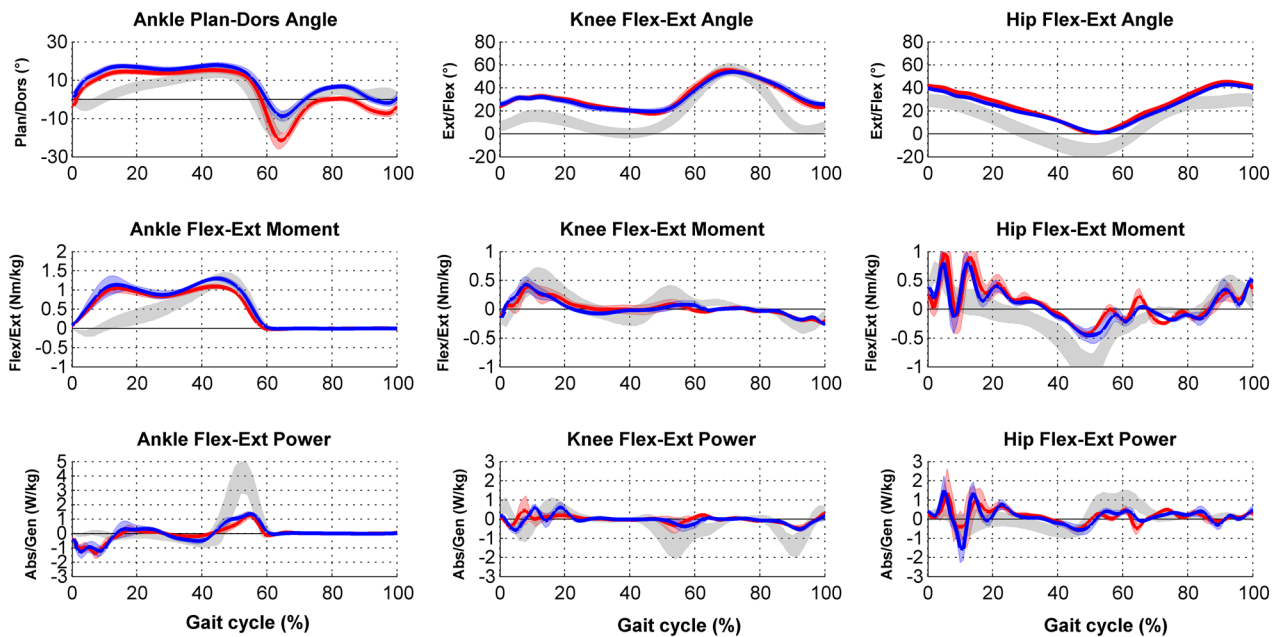 Ankle Plan-Dors Angle
Plan/Dors (°)
30
10
-10
-30
0 20 40 60 80 100
Knee Flex-Ext Angle
Ext/Flex (°)
80
60
40
20
0
-20
0 20 40 60 80 100
Hip Flex-Ext Angle
Ext/Flex (°)
80
60
40
20
0
-20
0 20 40 60 80 100
Ankle Flex-Ext Moment
Flex/Ext (Nm/kg)
2
1.5
1
0.5
0
-0.5
-1
0 20 40 60 80 100
Knee Flex-Ext Moment
Flex/Ext (Nm/kg)
1
0.5
0
-0.5
-1
0 20 40 60 80 100
Hip Flex-Ext Moment
Flex/Ext (Nm/kg)
1
0.5
0
-0.5
-1
0 20 40 60 80 100
Ankle Flex-Ext Power
Abs/Gen (W/kg)
5
4
3
2
1
0
-1
-2
-3
0 20 40 60 80 100
Gait cycle (%)
Knee Flex-Ext Power
Abs/Gen (W/kg)
3
2
1
0
-1
-2
-3
0 20 40 60 80 100
Gait cycle (%)
Hip Flex-Ext Power
Abs/Gen (W/kg)
3
2
1
0
-1
-2
-3
0 20 40 60 80 100
Gait cycle (%)